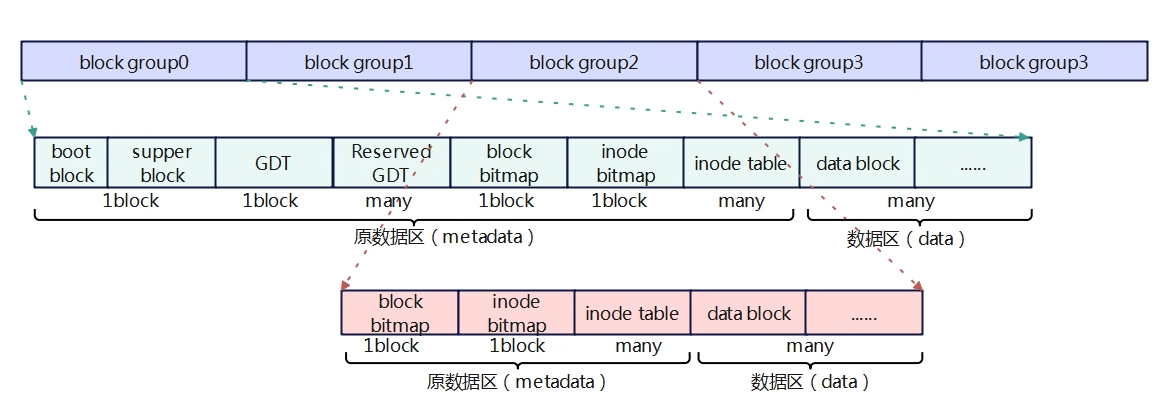 block group0 block group1 block group2 block group3 block group3
boot block supper block GDT Reserved GDT block bitmap inode bitmap inode table data block ......
1block 1block many 1block 1block many many
原数据区（metadata） 数据区（data）
block bitmap inode bitmap inode table data block ......
1block 1block many many
原数据区（metadata） 数据区（data）